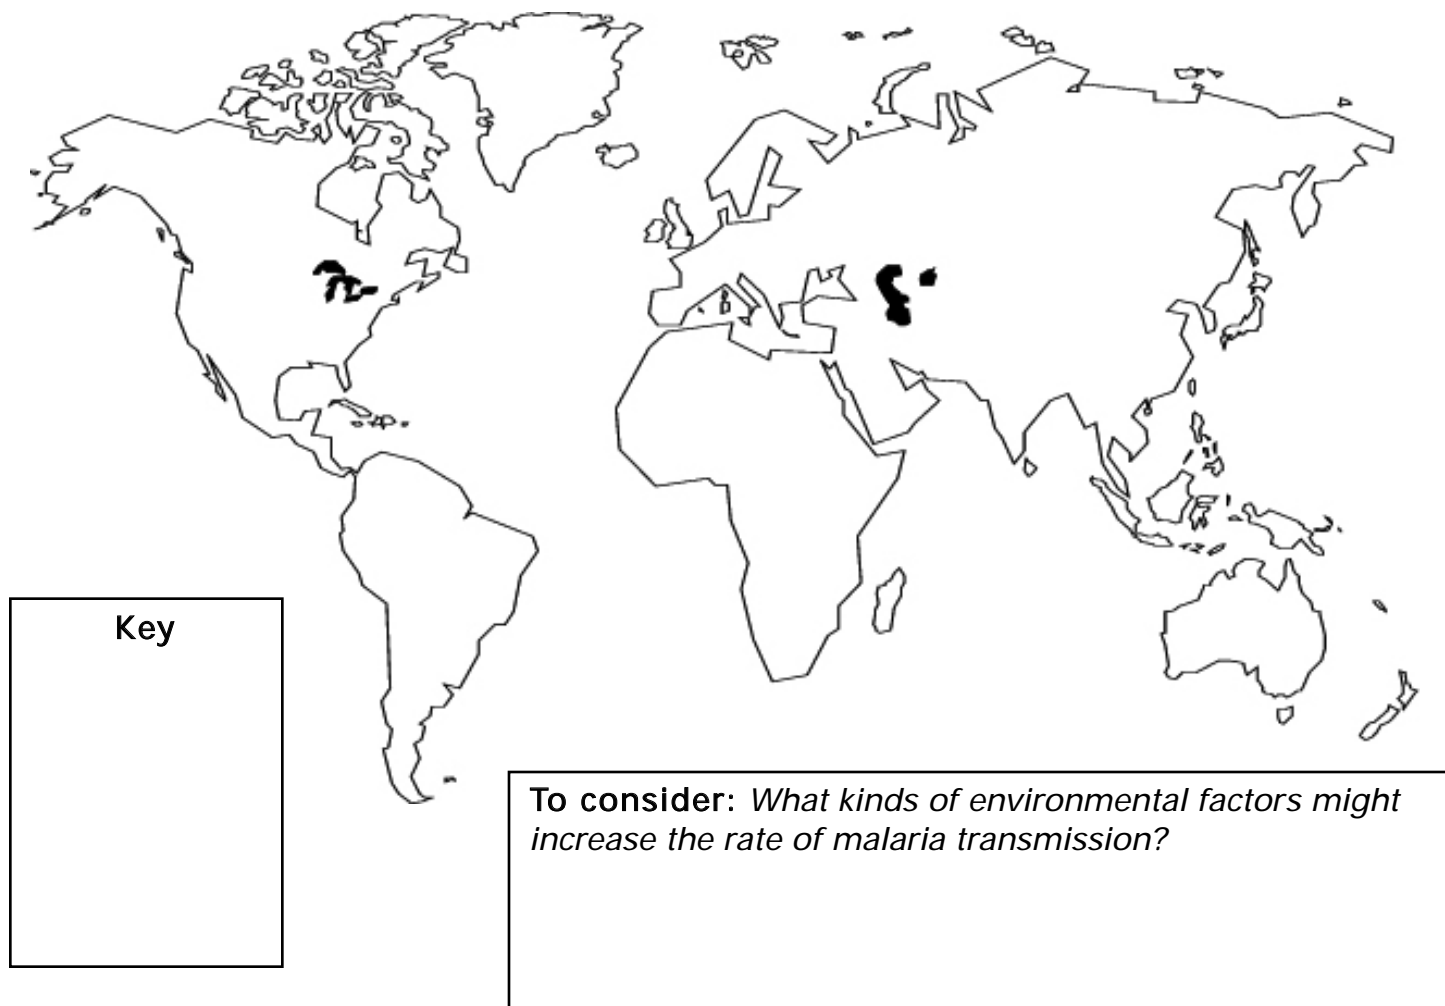 Key
To consider: What kinds of environmental factors might
increase the rate of malaria transmission?